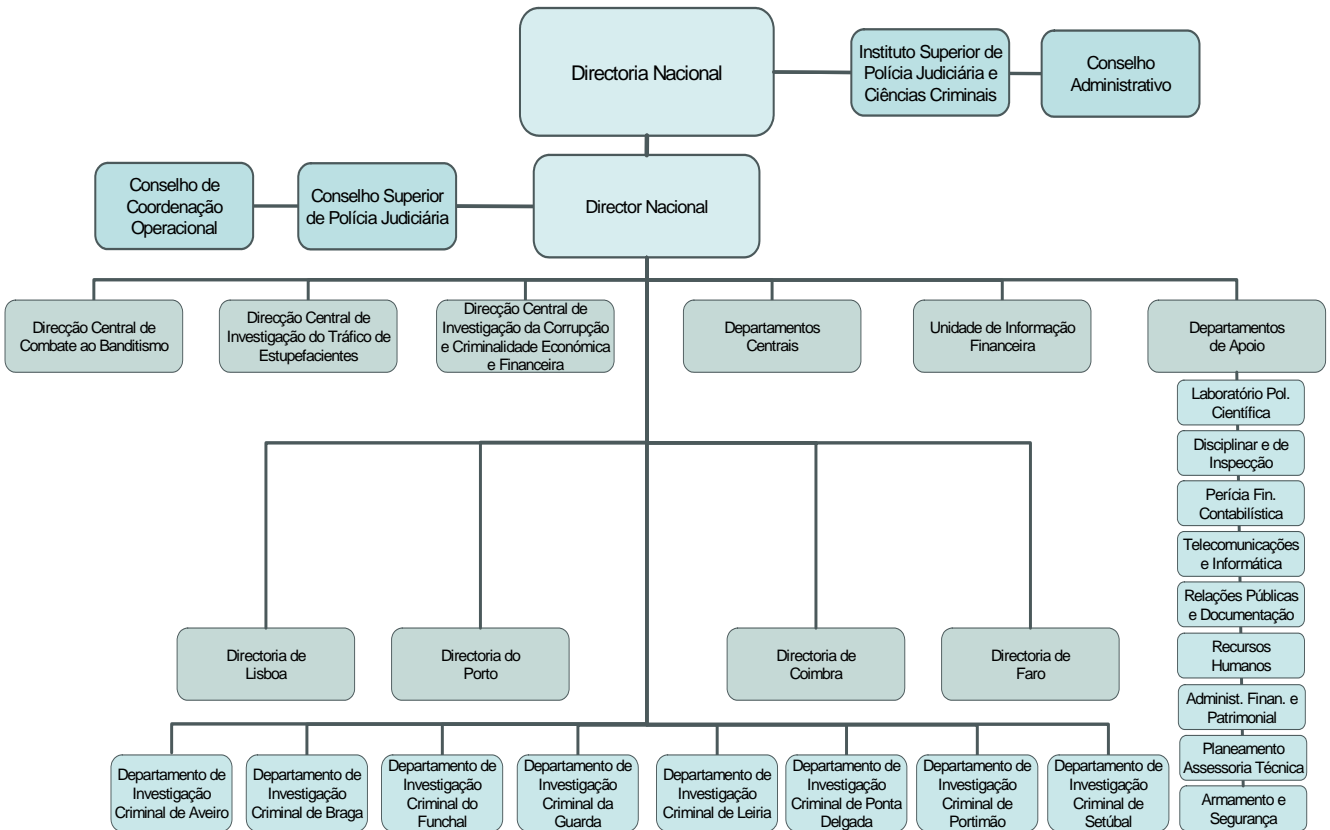 Directoria Nacional
Instituto Superior de
Polícia Judiciária e
Ciências Criminais
Conselho
Administrativo
Conselho de
Coordenação
Operacional
Conselho Superior
de Polícia Judiciária
Director Nacional
Direcção Central de
Combate ao Banditismo
Direcção Central de
Investigação do Tráfico de
Estupefacientes
Direcção Central de
Investigação da Corrupção
e Criminalidade Económica
e Financeira
Departamentos
Centrais
Unidade de Informação
Financeira
Departamentos
de Apoio
Laboratório Pol.
Científica
Disciplinar e de
Inspecção
Perícia Fin.
Contabilística
Telecomunicações
e Informática
Relações Públicas
e Documentação
Recursos
Humanos
Administ. Finan. e
Patrimonial
Planeamento
Assessoria Técnica
Armamento e
Segurança
Directoria de
Lisboa
Directoria do
Porto
Directoria de
Coimbra
Directoria de
Faro
Departamento de
Investigação
Criminal de Aveiro
Departamento de
Investigação
Criminal de Braga
Departamento de
Investigação
Criminal do
Funchal
Departamento de
Investigação
Criminal da
Guarda
Departamento de
Investigação
Criminal de Leiria
Departamento de
Investigação
Criminal de Ponta
Delgada
Departamento de
Investigação
Criminal de
Portimão
Departamento de
Investigação
Criminal de
Setúbal